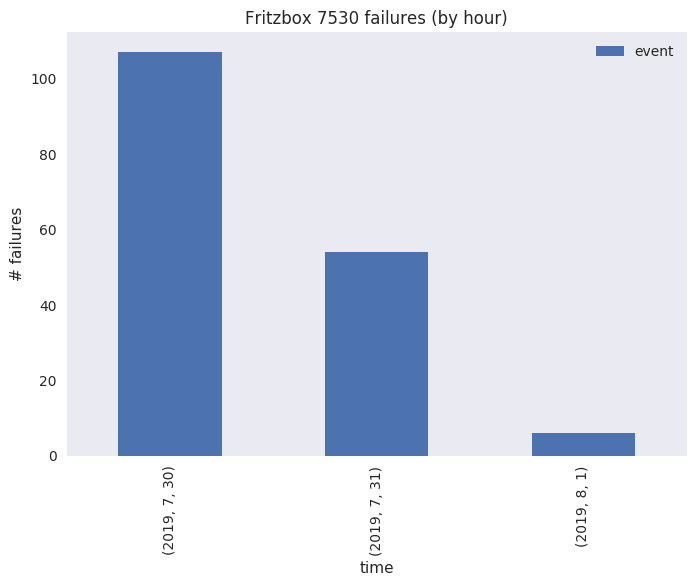 Fritzbox 7530 failures (by hour)
event
# failures
100
80
60
40
20
0
(2019, 7, 30)
(2019, 7, 31)
(2019, 8, 1)
time